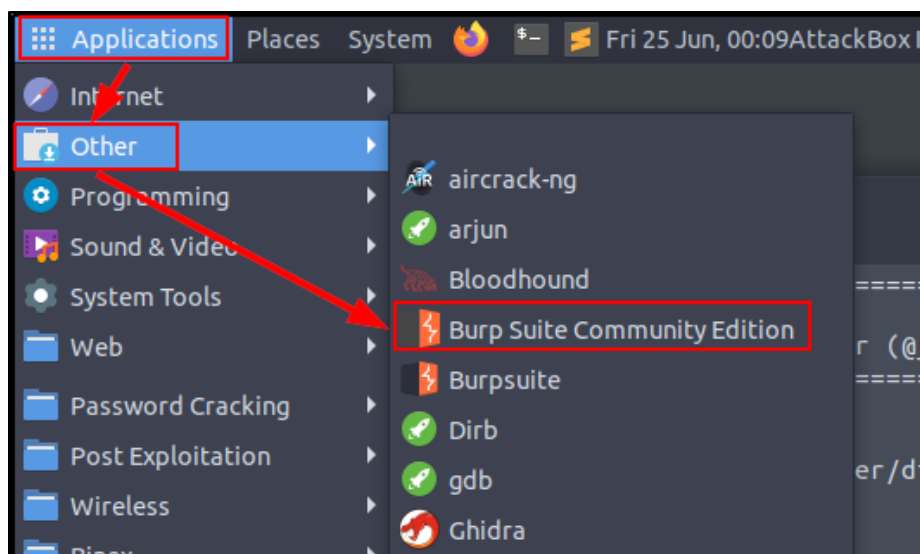 Applications Places System $_ Fri 25 Jun, 00:09AttackBox
Internet
Other
Programming
Sound & Video
System Tools
Web
Password Cracking
Post Exploitation
Wireless
AIR aircrack-ng
arjun
Bloodhound
Burp Suite Community Edition
Burpsuite
Dirb
gdb
Ghidra
=====
r (@
=====
er/d